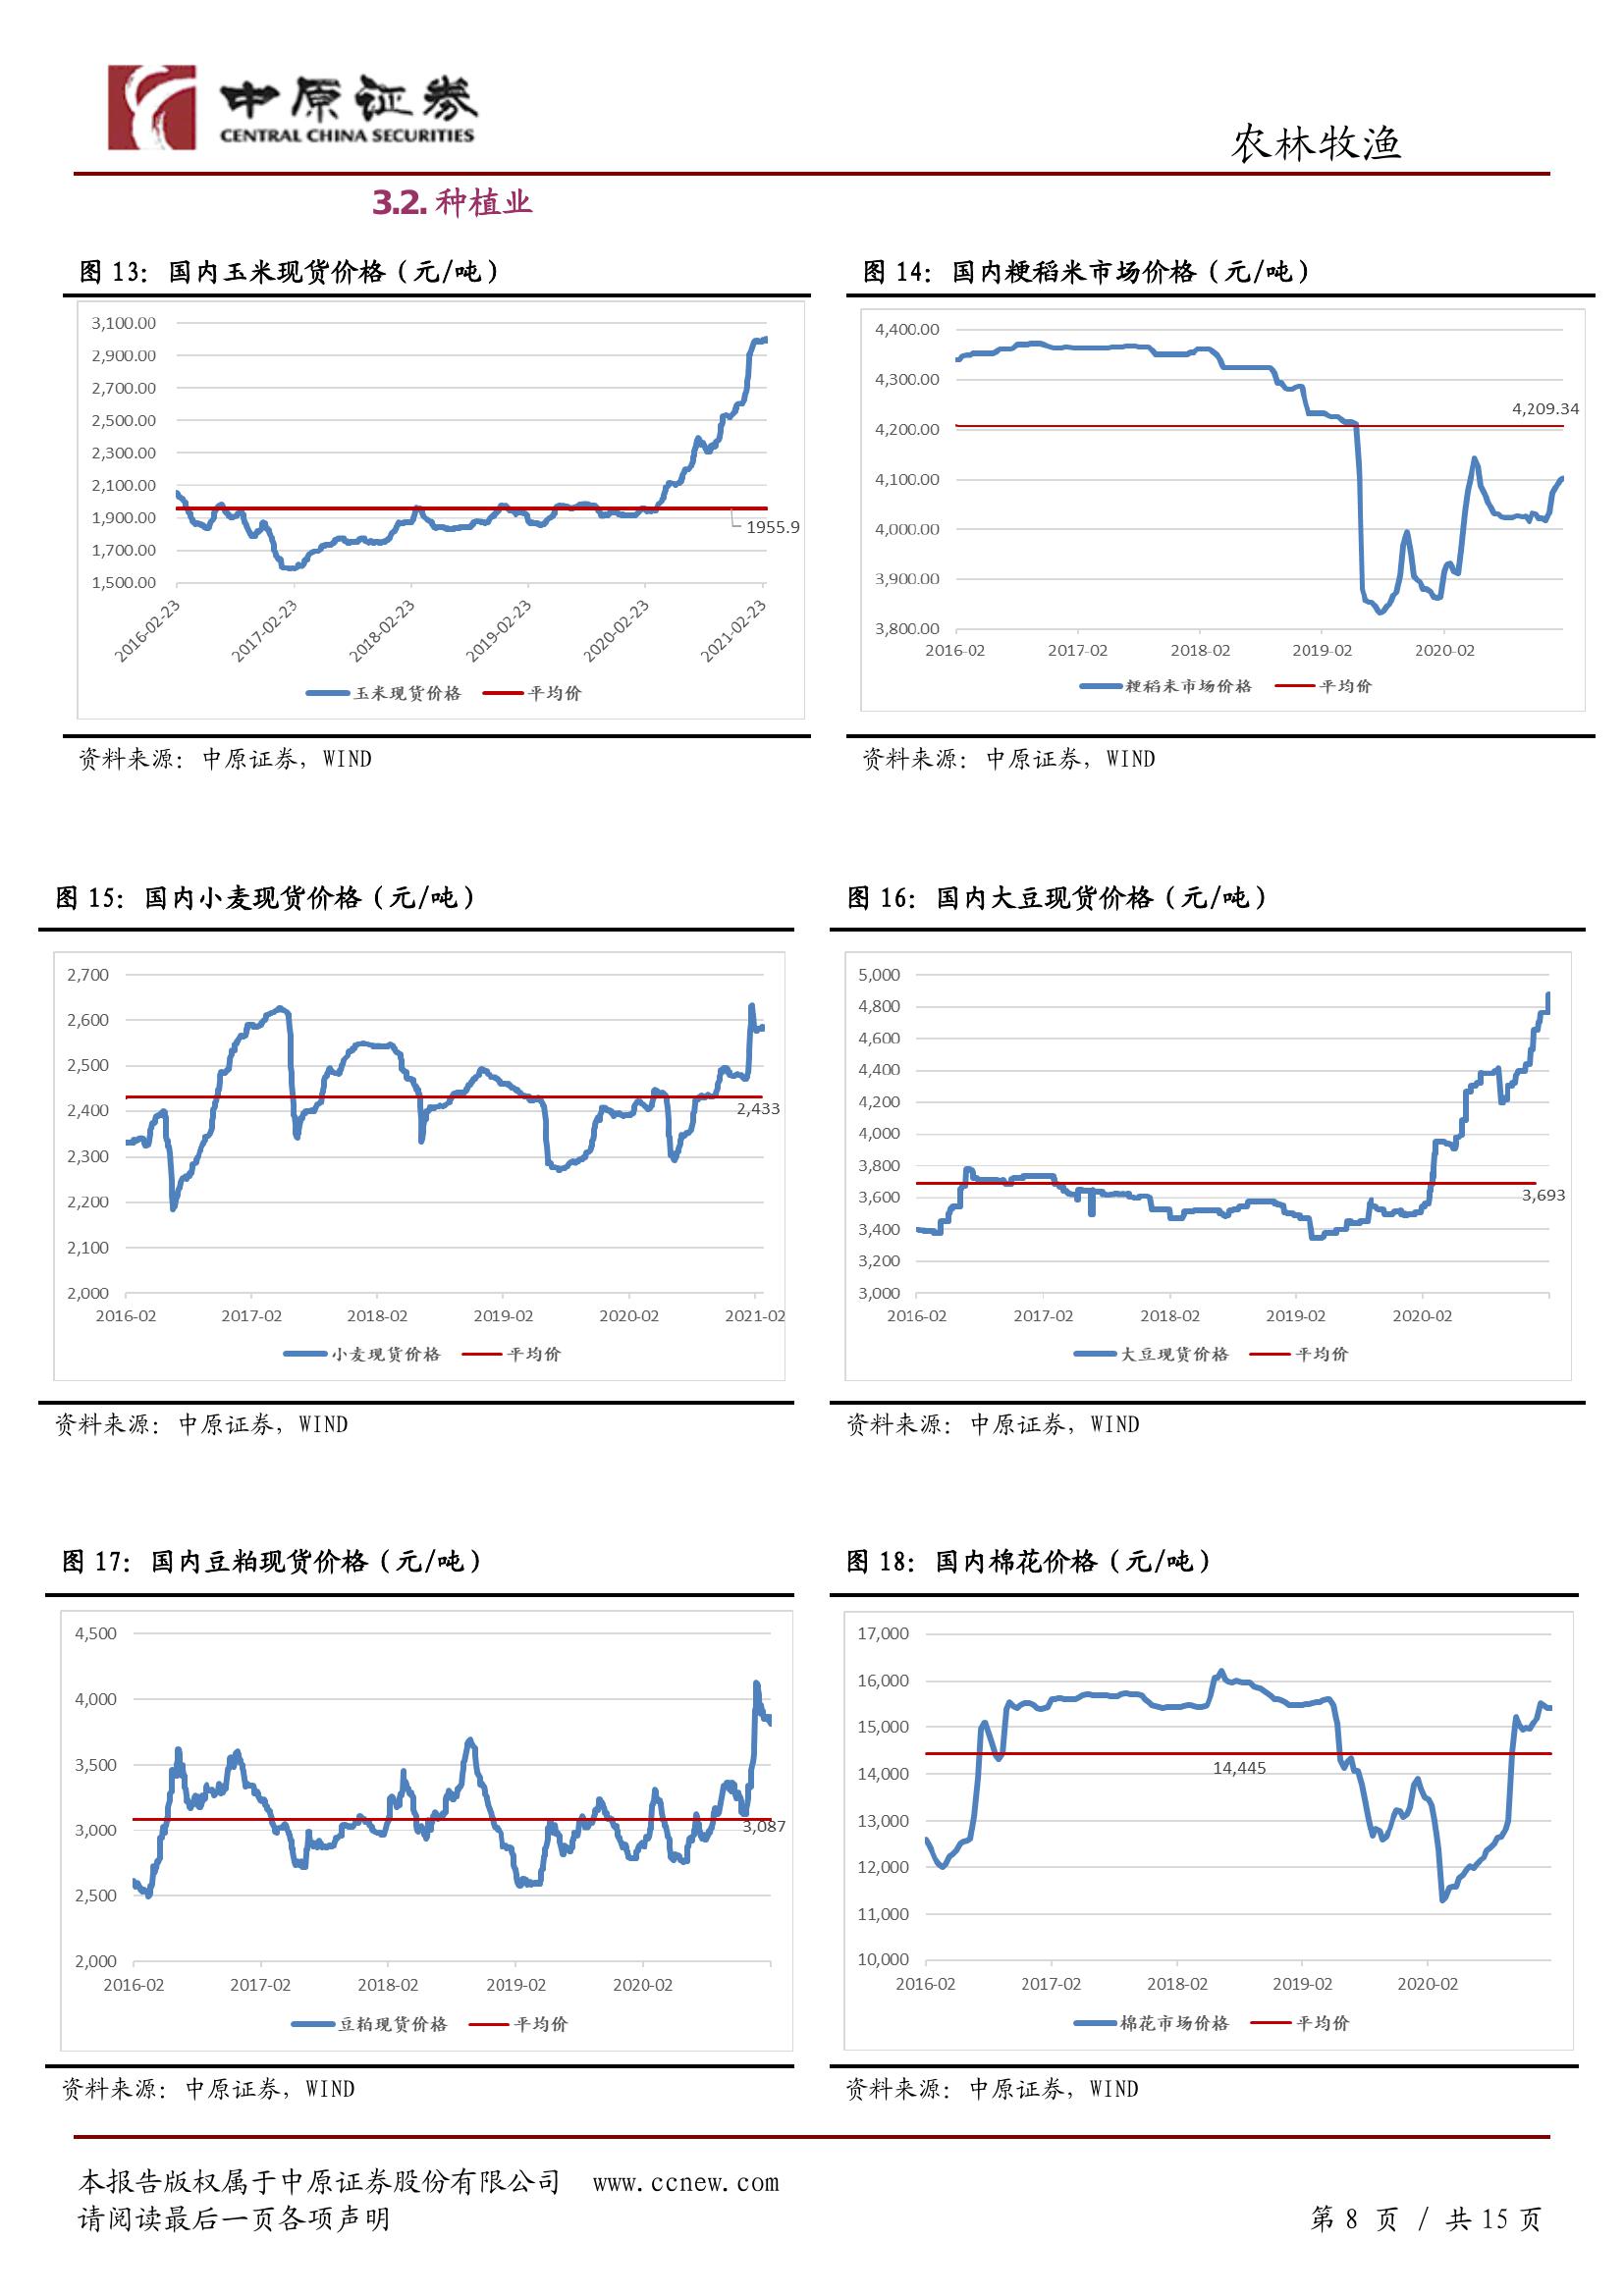 中原证券
CENTRAL CHINA SECURITIES
农林牧渔
3.2. 种植业
图 13：国内玉米现货价格（元/吨）
3,100.00
2,900.00
2,700.00
2,500.00
2,300.00
2,100.00
1,900.00
1,700.00
1,500.00
1955.9
2016-02-23
2017-02-23
2018-02-23
2019-02-23
2020-02-23
2021-02-23
玉米现货价格 平均价
资料来源：中原证券，WIND
图 14：国内粳稻米市场价格（元/吨）
4,400.00
4,300.00
4,200.00
4,100.00
4,000.00
3,900.00
3,800.00
4,209.34
2016-02 2017-02 2018-02 2019-02 2020-02
粳稻米市场价格 平均价
资料来源：中原证券，WIND
图 15：国内小麦现货价格（元/吨）
2,700
2,600
2,500
2,400
2,300
2,200
2,100
2,000
2,433
2016-02 2017-02 2018-02 2019-02 2020-02 2021-02
小麦现货价格 平均价
资料来源：中原证券，WIND
图 16：国内大豆现货价格（元/吨）
5,000
4,800
4,600
4,400
4,200
4,000
3,800
3,600
3,400
3,200
3,000
3,693
2016-02 2017-02 2018-02 2019-02 2020-02
大豆现货价格 平均价
资料来源：中原证券，WIND
图 17：国内豆粕现货价格（元/吨）
4,500
4,000
3,500
3,000
2,500
2,000
3,087
2016-02 2017-02 2018-02 2019-02 2020-02
豆粕现货价格 平均价
资料来源：中原证券，WIND
图 18：国内棉花价格（元/吨）
17,000
16,000
15,000
14,000
13,000
12,000
11,000
10,000
14,445
2016-02 2017-02 2018-02 2019-02 2020-02
棉花市场价格 平均价
资料来源：中原证券，WIND
本报告版权属于中原证券股份有限公司 www.ccnew.com
请阅读最后一页各项声明
第 8 页 / 共 15 页